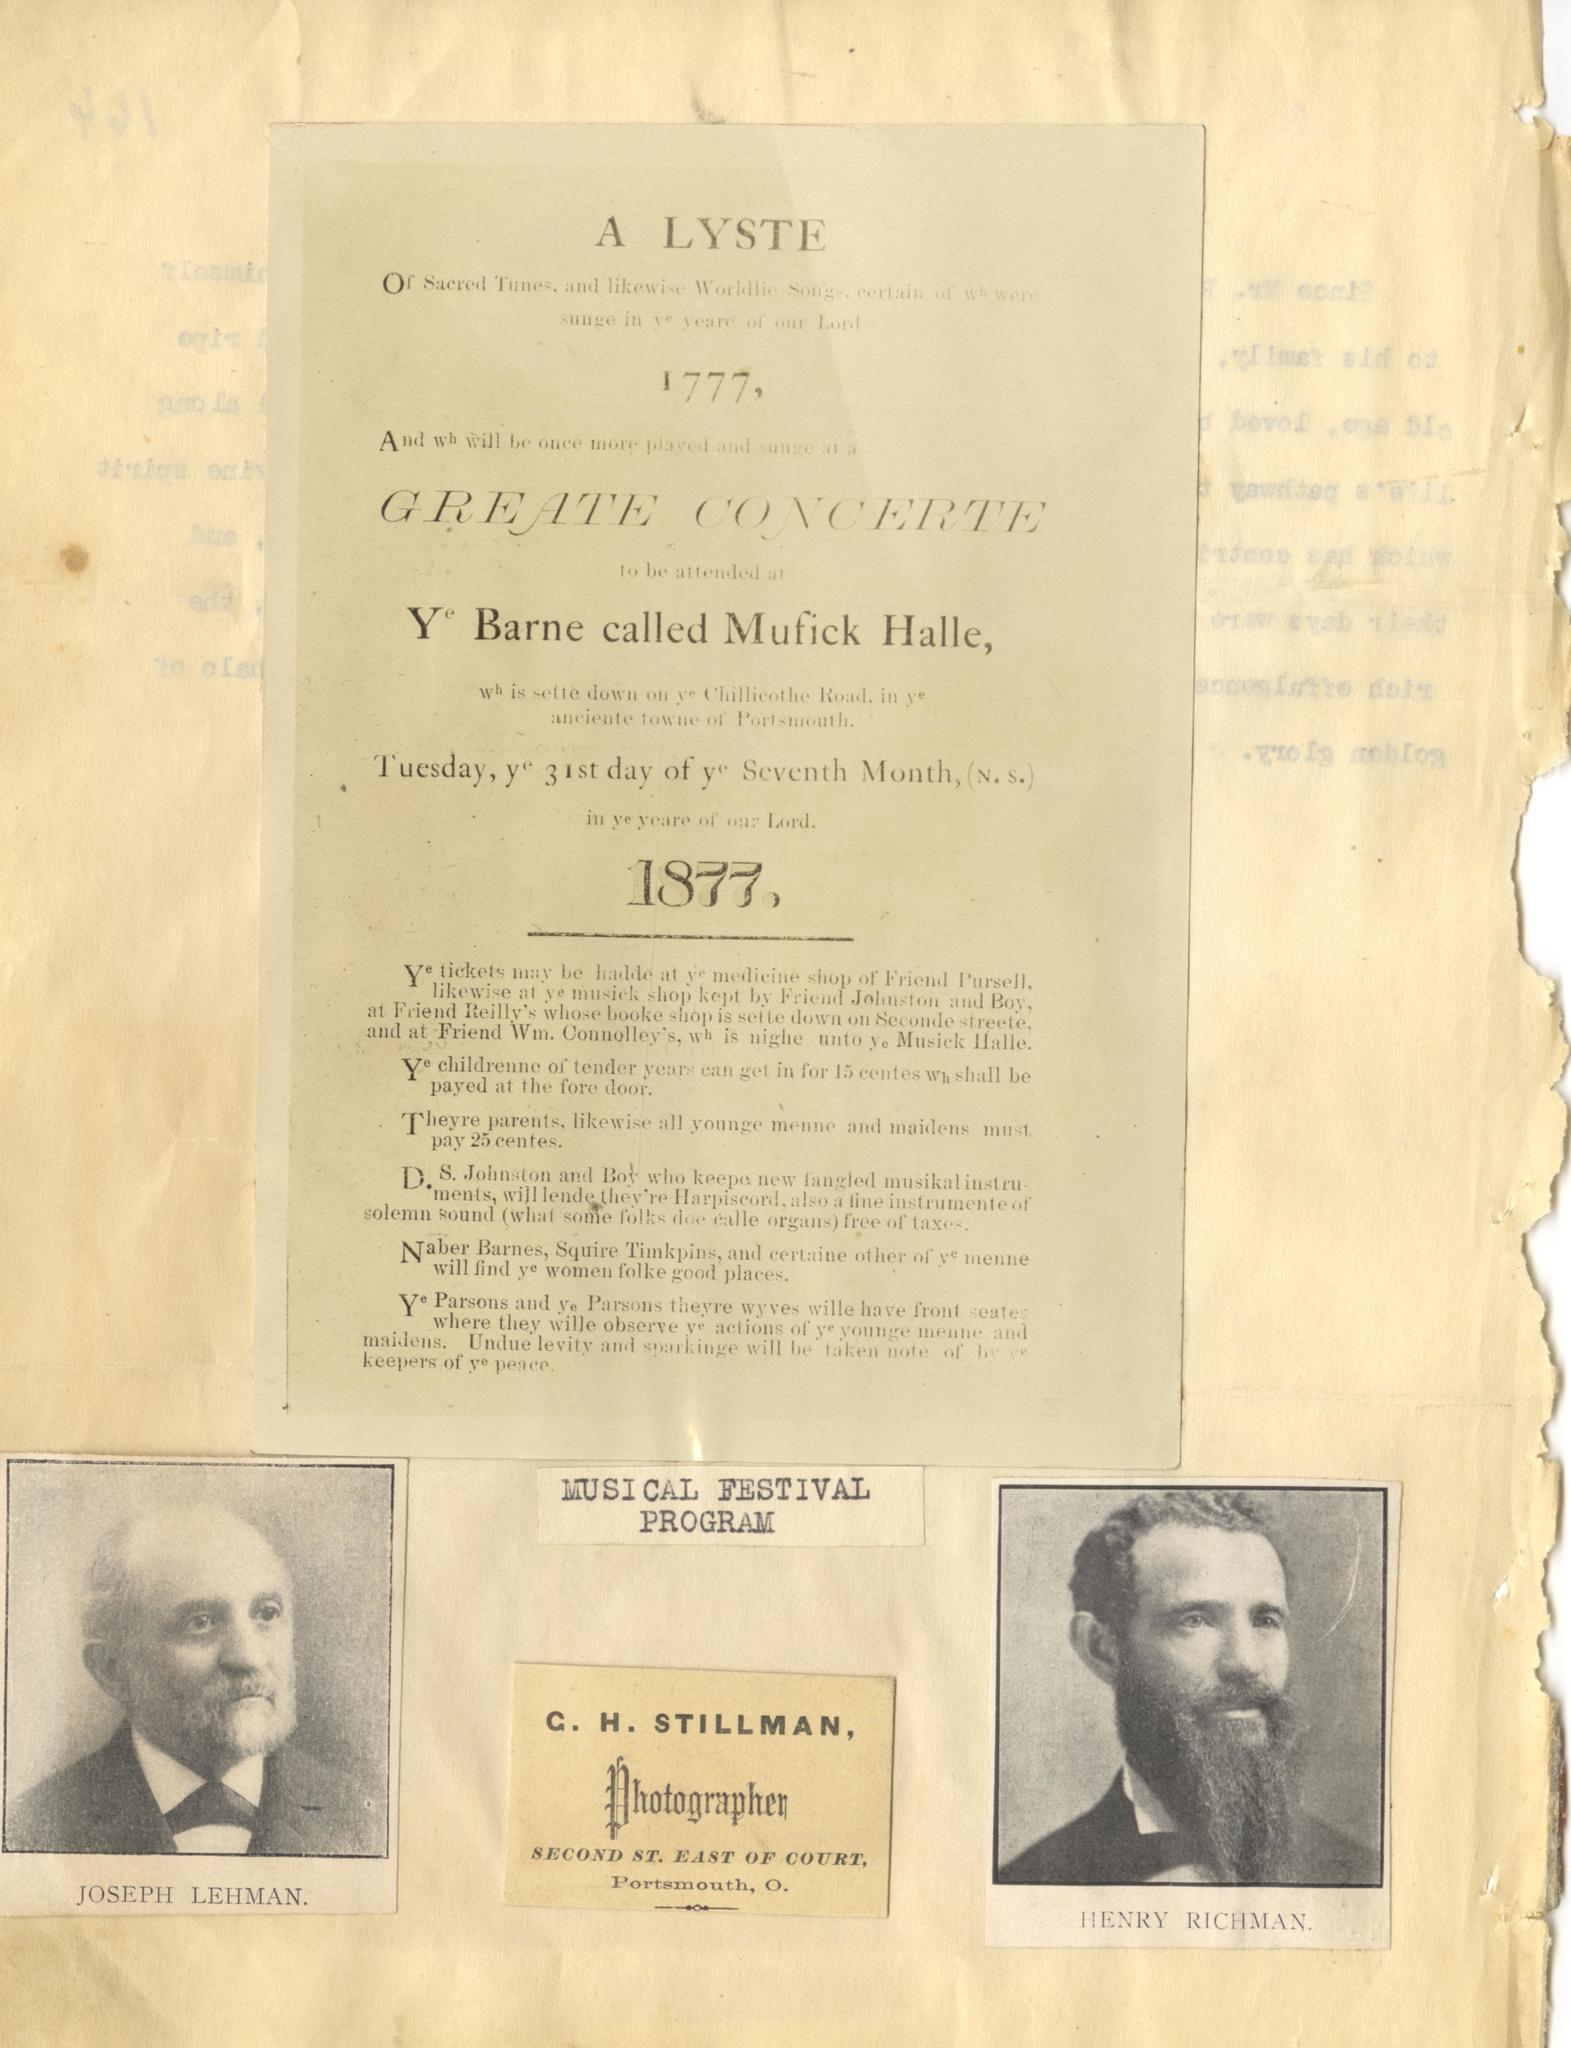 A LYSTE
Of Sacred Tunes, and likewise Worldlie Songs, certain of wh were
sunge in ye yeare of our Lord
1777,
And wh will be once more played and sunge at a
GREATE CONCERTE
to be attended at
Ye Barne called Mufick Halle,
wh is sette down on ye Chillicothe Road, in ye
anciente towne of Portsmouth.
Tuesday, ye 31st day of ye Seventh Month, (N. S.)
in ye yeare of our Lord.
1877,
Ye tickets may be hadde at ye medicine shop of Friend Pursell,
likewise at ye musick shop kept by Friend Johnston and Boy,
at Friend Reilly's whose booke shop is sette down on Seconde streete,
and at Friend Wm. Connolley's, wh is nighe unto ye Musick Halle.
Ye childrenne of tender years can get in for 15 centes wh shall be
payed at the fore door.
Theyre parents, likewise all younge menne and maidens must
pay 25 centes.
D. S. Johnston and Boy who keepe new fangled musikal instru-
ments, will lende they're Harpiscord, also a fine instrumente of
solemn sound (what some folks doe calle organs) free of taxes.
Naber Barnes, Squire Timkpins, and certaine other of ye menne
will find ye women folke good places.
Ye Parsons and ye Parsons theyre wyves wille have front seates
where they wille observe ye actions of ye younge menne and
maidens. Undue levity and sparkinge will be taken note of by ye
keepers of ye peace.
MUSICAL FESTIVAL
PROGRAM
JOSEPH LEHMAN.
C. H. STILLMAN,
Photographer
SECOND ST. EAST OF COURT,
Portsmouth, O.
HENRY RICHMAN.